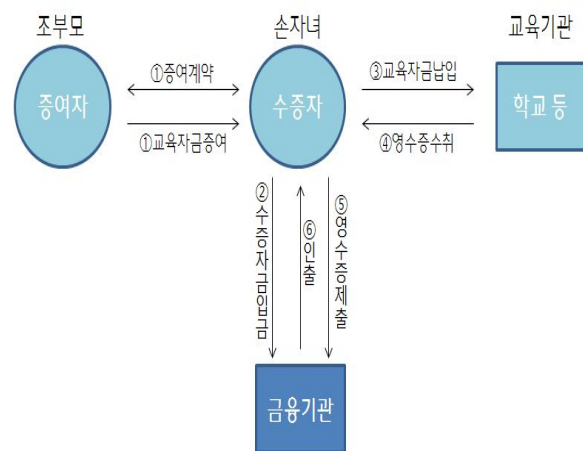 조부모
손자녀
교육기관
증여자
①증여계약
①교육자금증여
수증자
③교육자금납입
④영수증수취
학교 등
②수증자금입금
⑥인출
⑤영수증제출
금융기관